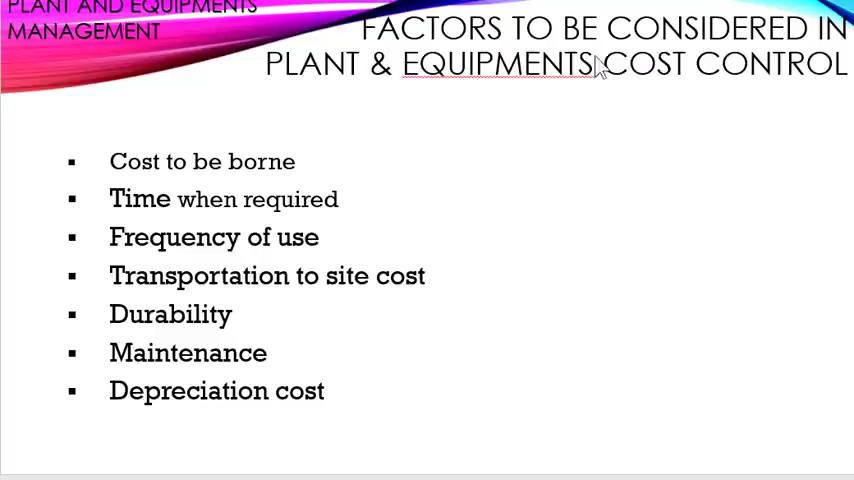 PLANT AND EQUIPMENTS
MANAGEMENT
FACTORS TO BE CONSIDERED IN
PLANT & EQUIPMENTS COST CONTROL
▪ Cost to be borne
▪ Time when required
▪ Frequency of use
▪ Transportation to site cost
▪ Durability
▪ Maintenance
▪ Depreciation cost